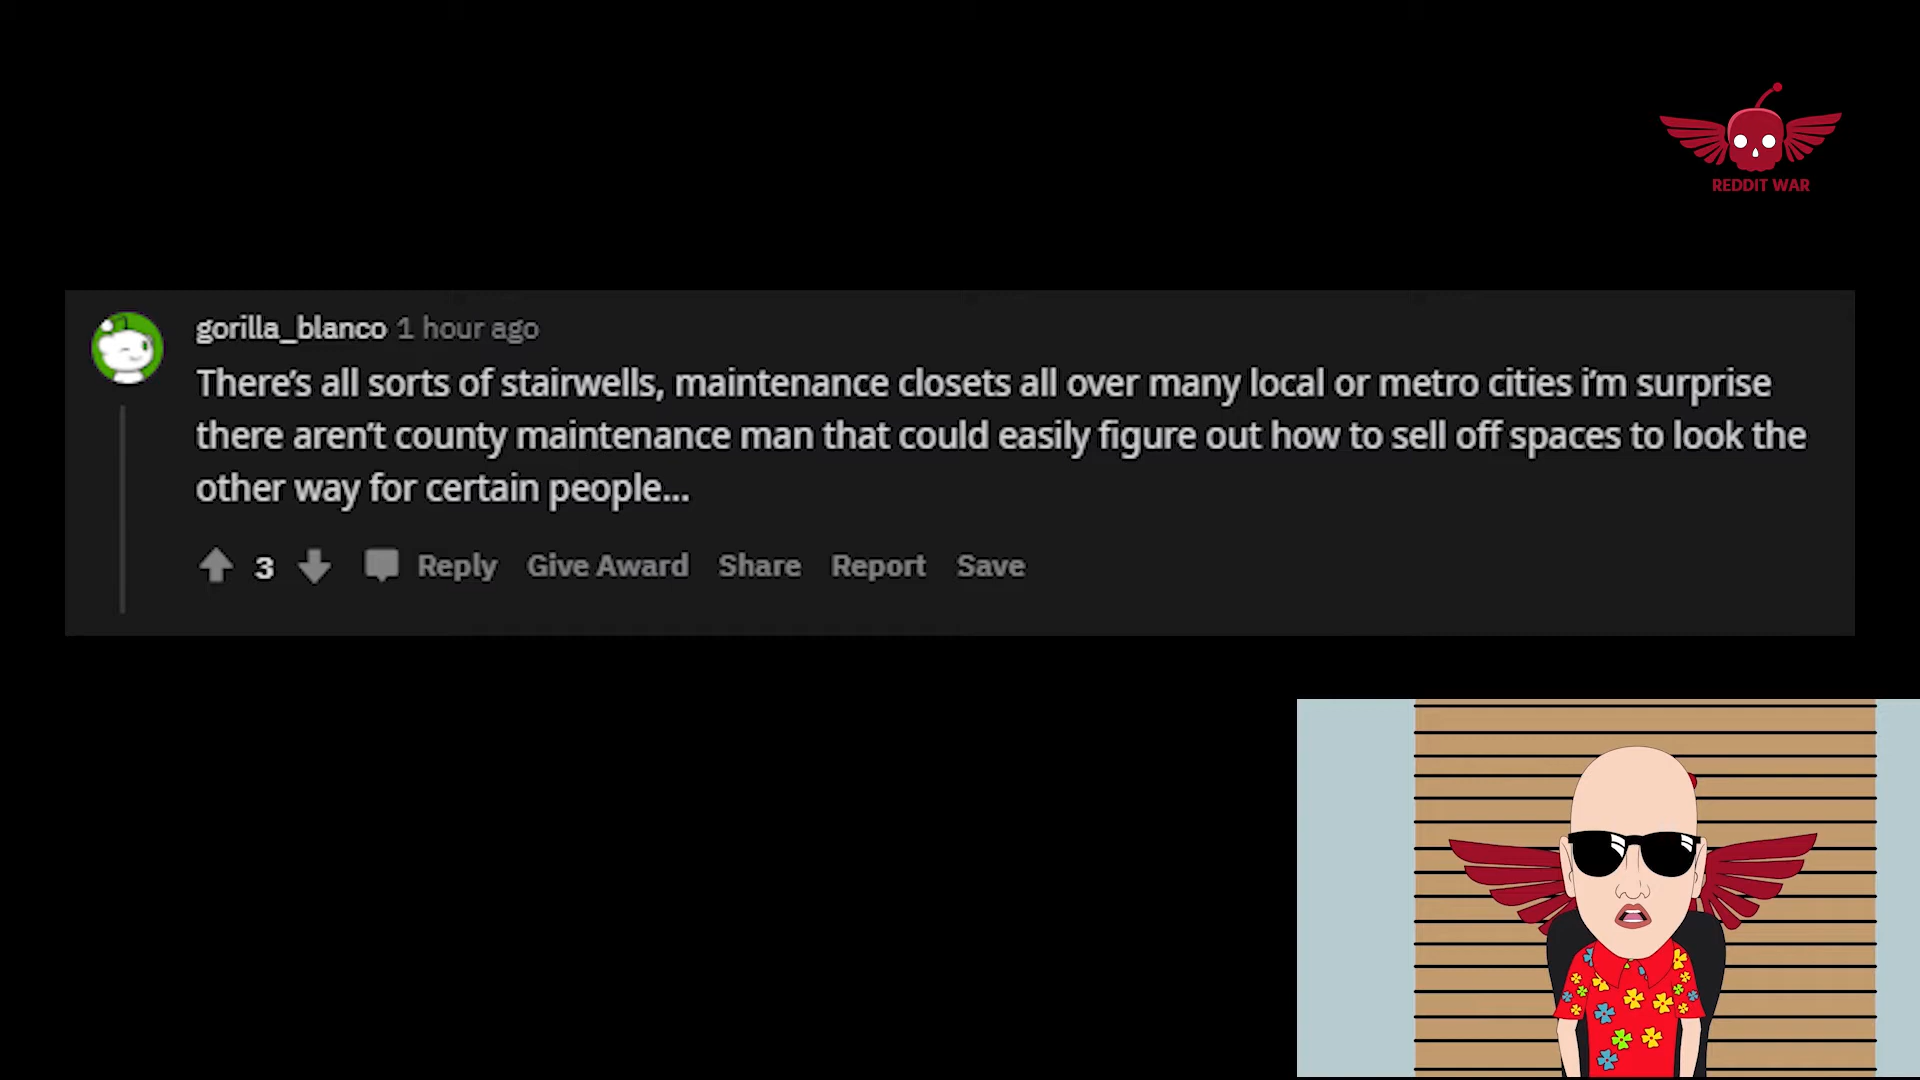 REDDIT WAR
gorilla_blanco 1 hour ago
There's all sorts of stairwells, maintenance closets all over many local or metro cities i'm surprise
there aren't county maintenance man that could easily figure out how to sell off spaces to look the
other way for certain people...
3 Reply Give Award Share Report Save